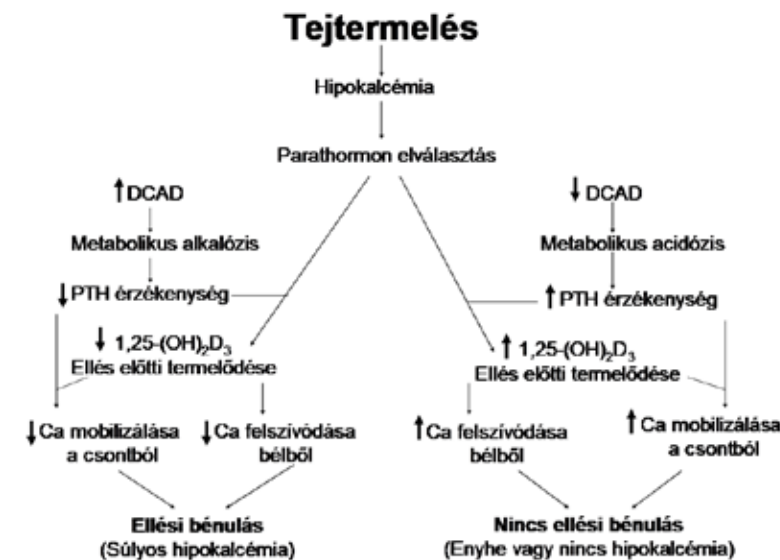 Tejtermelés
Hipokalcémia
Parathormon elválasztás
↑DCAD
Metabolikus alkalózis
↓PTH érzékenység
↓ 1,25-(OH)₂D₃
Ellés előtti termelődése
↓Ca mobilizálása
a csontból
↓Ca felszívódása
bélből
Ellési bénulás
(Súlyos hipokalcémia)
↓DCAD
Metabolikus acidózis
↑PTH érzékenység
↑ 1,25-(OH)₂D₃
Ellés előtti termelődése
↑Ca felszívódása
bélből
↑Ca mobilizálása
a csontból
Nincs ellési bénulás
(Enyhe vagy nincs hipokalcémia)